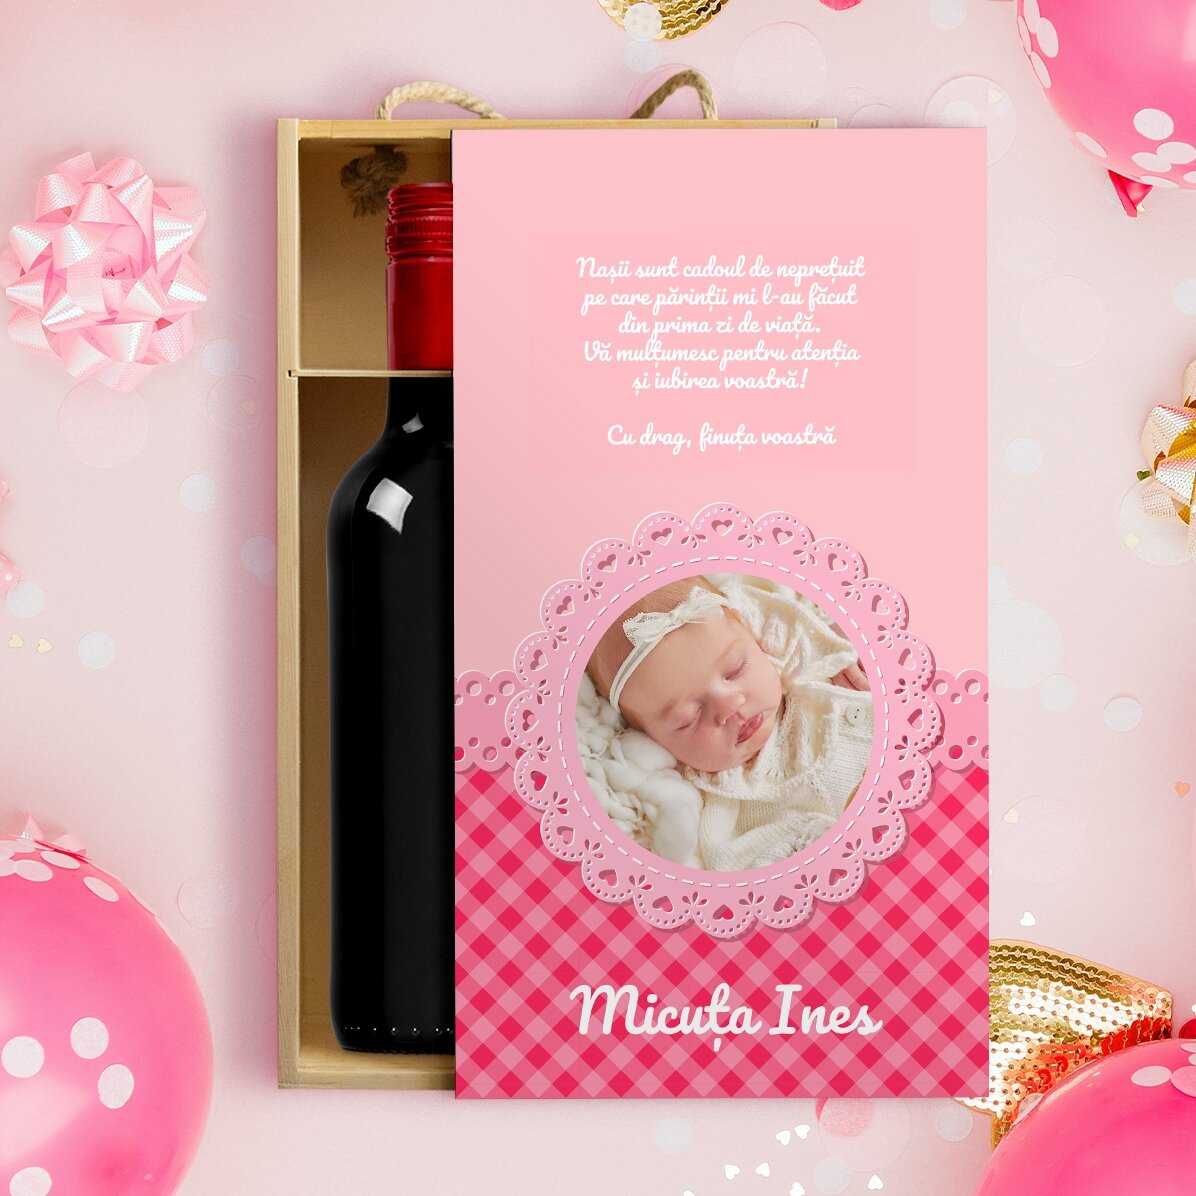 Nașii sunt cadoul de neprețuit
pe care părinții mi l-au făcut
din prima zi de viață.
Vă mulțumesc pentru atenția
și iubirea voastră!
Cu drag, finuța voastră
Micuța Ines